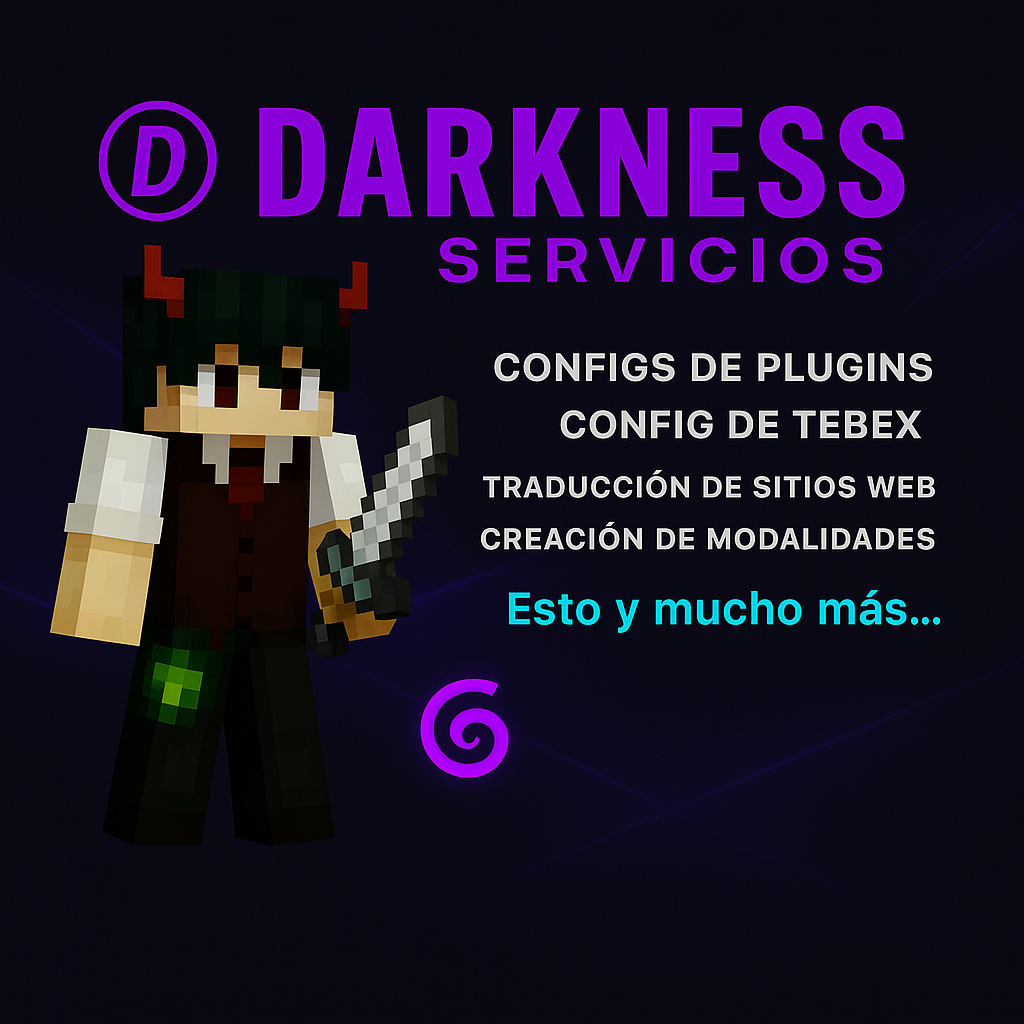 D DARKNESS
SERVICIOS
CONFIGS DE PLUGINS
CONFIG DE TEBEX
TRADUCCIÓN DE SITIOS WEB
CREACIÓN DE MODALIDADES
Esto y mucho más...